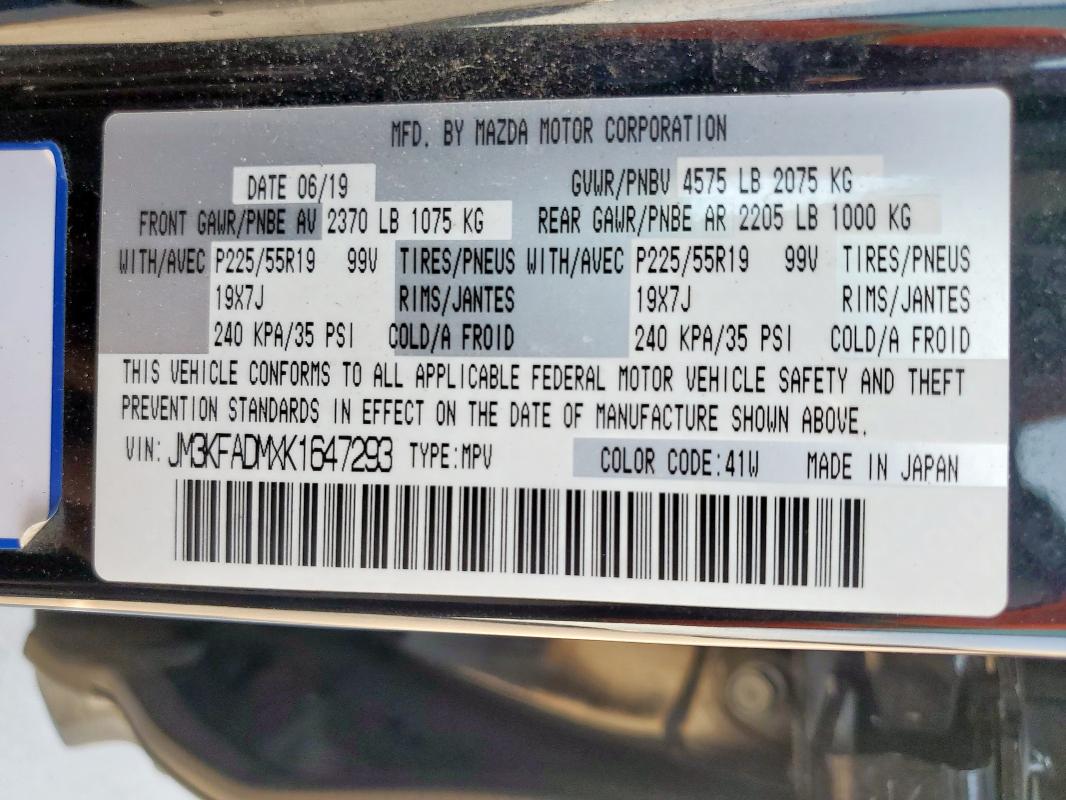 MFD. BY MAZDA MOTOR CORPORATION
DATE 06/19 GVWR/PNBV 4575 LB 2075 KG
FRONT GAWR/PNBE AV 2370 LB 1075 KG REAR GAWR/PNBE AR 2205 LB 1000 KG
WITH/AVEC P225/55R19 99V TIRES/PNEUS WITH/AVEC P225/55R19 99V TIRES/PNEUS
19X7J RIMS/JANTES 19X7J RIMS/JANTES
240 KPA/35 PSI COLD/A FROID 240 KPA/35 PSI COLD/A FROID
THIS VEHICLE CONFORMS TO ALL APPLICABLE FEDERAL MOTOR VEHICLE SAFETY AND THEFT
PREVENTION STANDARDS IN EFFECT ON THE DATE OF MANUFACTURE SHOWN ABOVE.
VIN: JM3KFADMXK1647293 TYPE:MPV COLOR CODE:41W MADE IN JAPAN